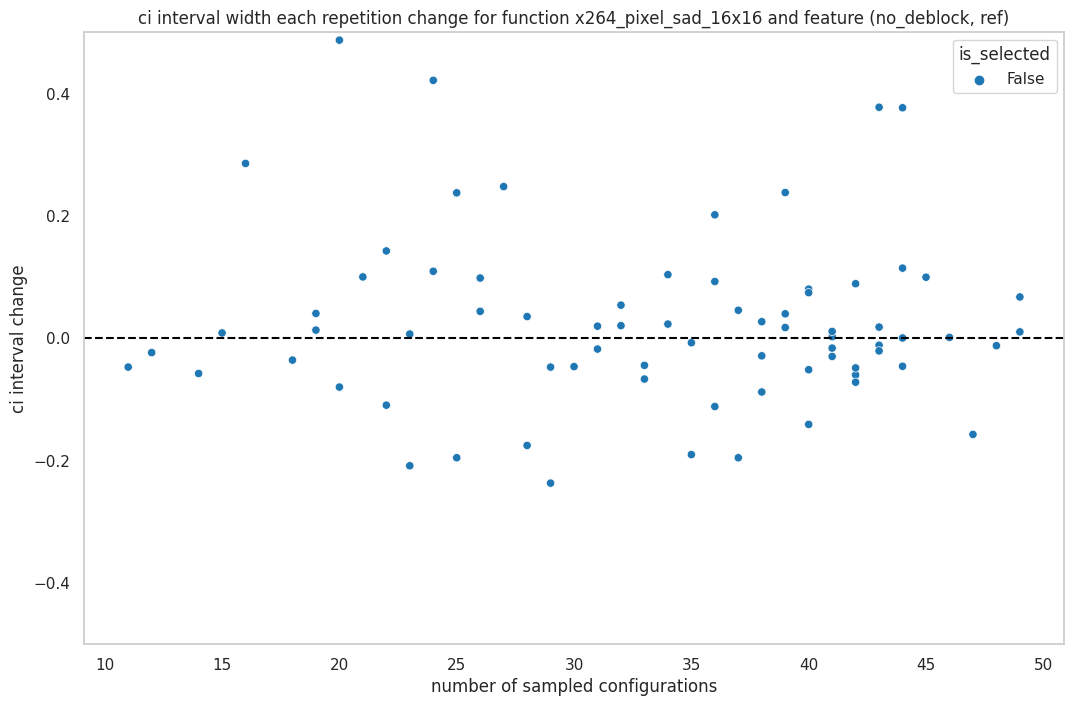 ci interval width each repetition change for function x264_pixel_sad_16x16 and feature (no_deblock, ref)
is_selected
False
0.4
0.2
0.0
−0.2
−0.4
ci interval change
10 15 20 25 30 35 40 45 50
number of sampled configurations